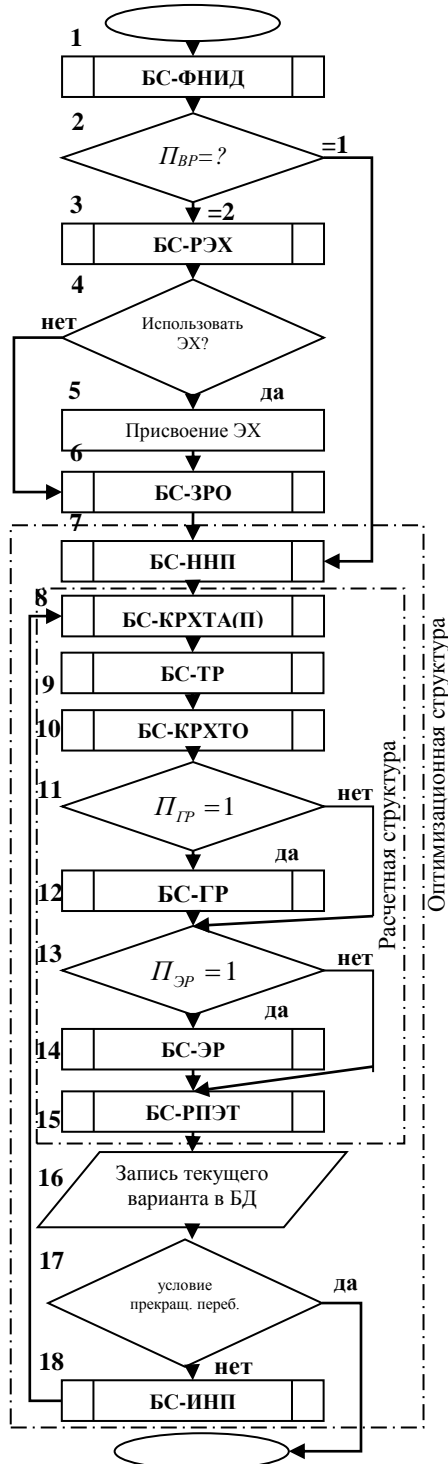 1
БС-ФНИД
2
П_ВР=?
=1
=2
3
БС-РЭХ
4
нет
Использовать
ЭХ?
5
да
Присвоение ЭХ
6
БС-ЗРО
7
БС-ННП
8
БС-КРХТА(П)
9
БС-ТР
10
БС-КРХТО
11
П_ГР = 1
нет
да
12
БС-ГР
13
П_ЭР = 1
нет
да
14
БС-ЭР
15
БС-РПЭТ
Расчетная структура
Оптимизационная структура
16
Запись текущего
варианта в БД
17
условие
прекращ. переб.
да
нет
18
БС-ИНП